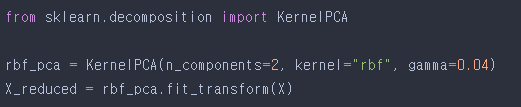 from sklearn.decomposition import KernelPCA
rbf_pca = KernelPCA(n_components=2, kernel="rbf", gamma=0.04)
X_reduced = rbf_pca.fit_transform(X)